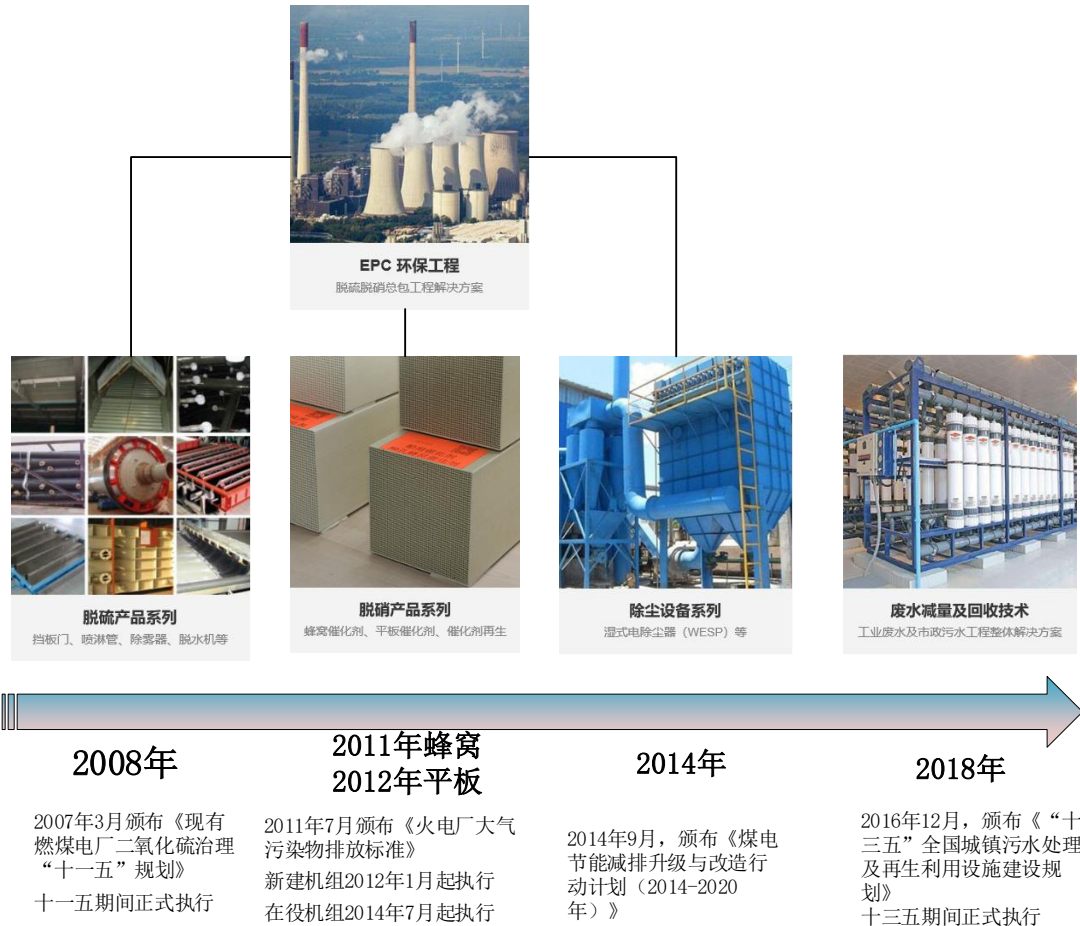 EPC 环保工程
脱硫脱硝总包工程解决方案
脱硫产品系列
挡板门、喷淋管、除雾器、脱水机等
脱硝产品系列
蜂窝催化剂、平板催化剂、催化剂再生
除尘设备系列
湿式电除尘器（WESP）等
废水减量及回收技术
工业废水及市政污水工程整体解决方案
2008年
2011年蜂窝
2012年平板
2014年
2018年
2007年3月颁布《现有
燃煤电厂二氧化硫治理
“十一五”规划》
十一五期间正式执行
2011年7月颁布《火电厂大气
污染物排放标准》
新建机组2012年1月起执行
在役机组2014年7月起执行
2014年9月，颁布《煤电
节能减排升级与改造行
动计划（2014-2020
年）》
2016年12月，颁布《“十
三五”全国城镇污水处理
及再生利用设施建设规
划》
十三五期间正式执行